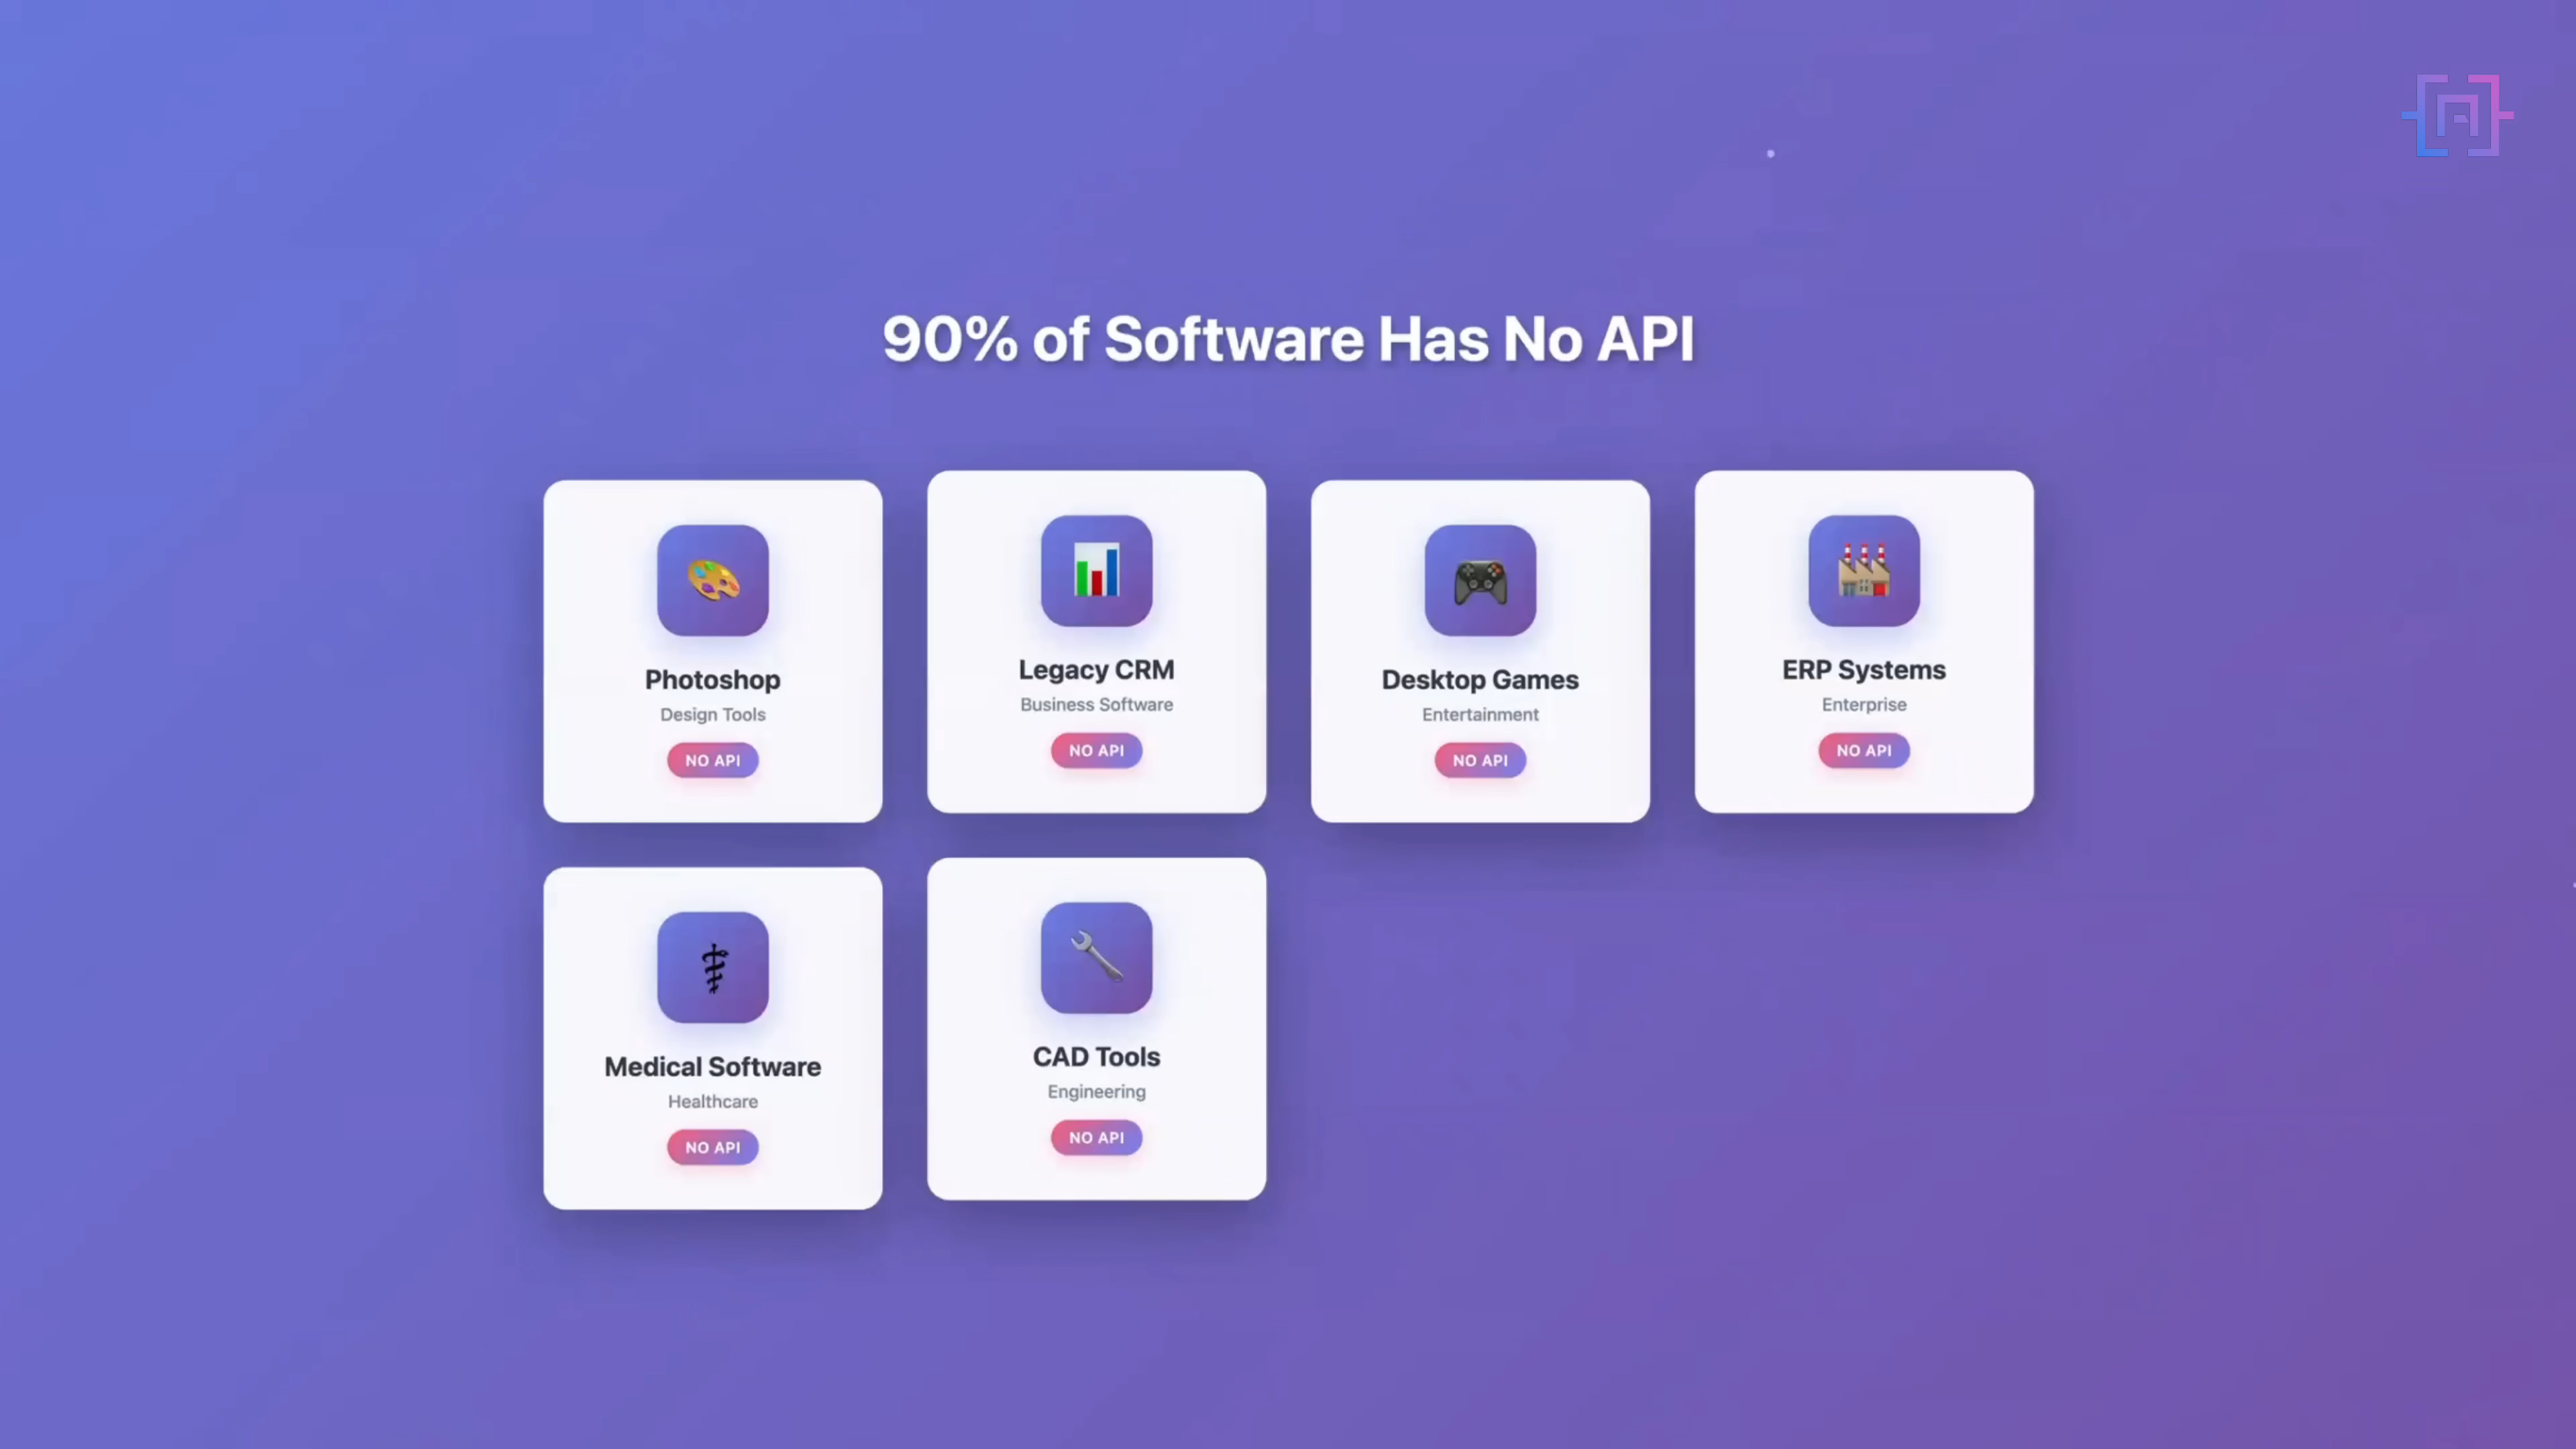 90% of Software Has No API
Photoshop
Design Tools
NO API
Legacy CRM
Business Software
NO API
Desktop Games
Entertainment
NO API
ERP Systems
Enterprise
NO API
Medical Software
Healthcare
NO API
CAD Tools
Engineering
NO API